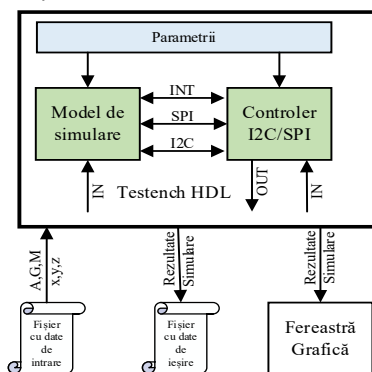 Parametrii
Model de
simulare
INT
SPI
I2C
Controler
I2C/SPI
IN
Testench HDL
OUT
IN
A,G,M
x,y,z
Rezultate
Simulare
Rezultate
Simulare
Fișier
cu date
de
intrare
Fișier
cu date
de
ieșire
Fereastră
Grafică